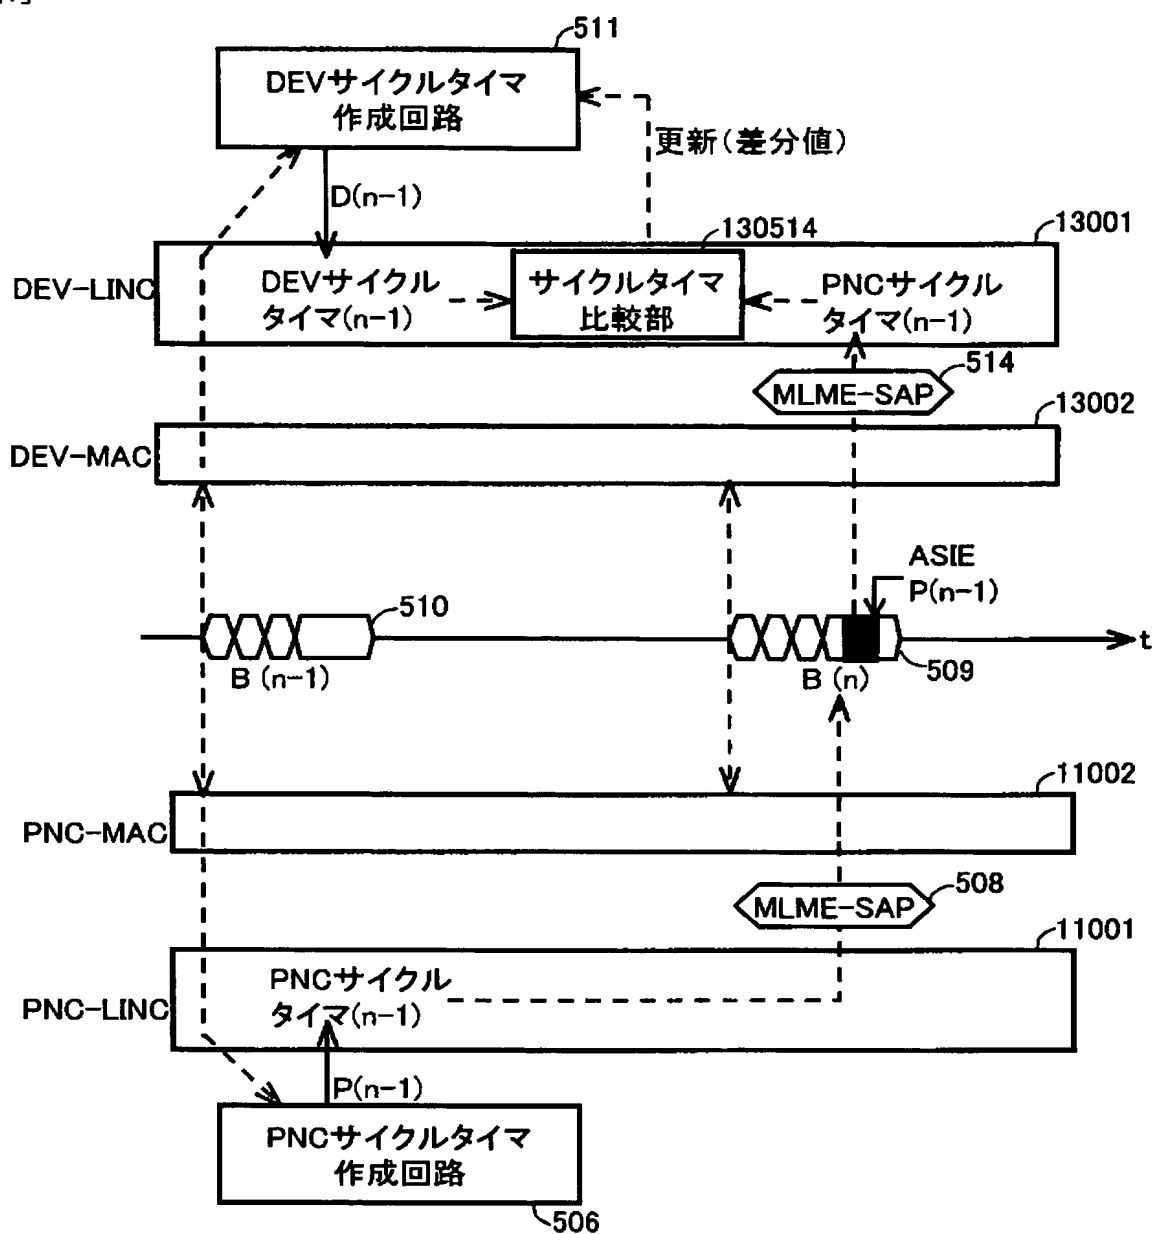 511
DEVサイクルタイマ
作成回路
更新(差分値)
D(n-1)
130514
13001
DEV-LINC
DEVサイクル
タイマ(n-1)
サイクルタイマ
比較部
PNCサイクル
タイマ(n-1)
514
MLME-SAP
13002
DEV-MAC
ASIE
P(n-1)
510
t
B (n-1)
B (n)
509
11002
PNC-MAC
508
MLME-SAP
11001
PNC-LINC
PNCサイクル
タイマ(n-1)
P(n-1)
PNCサイクルタイマ
作成回路
506